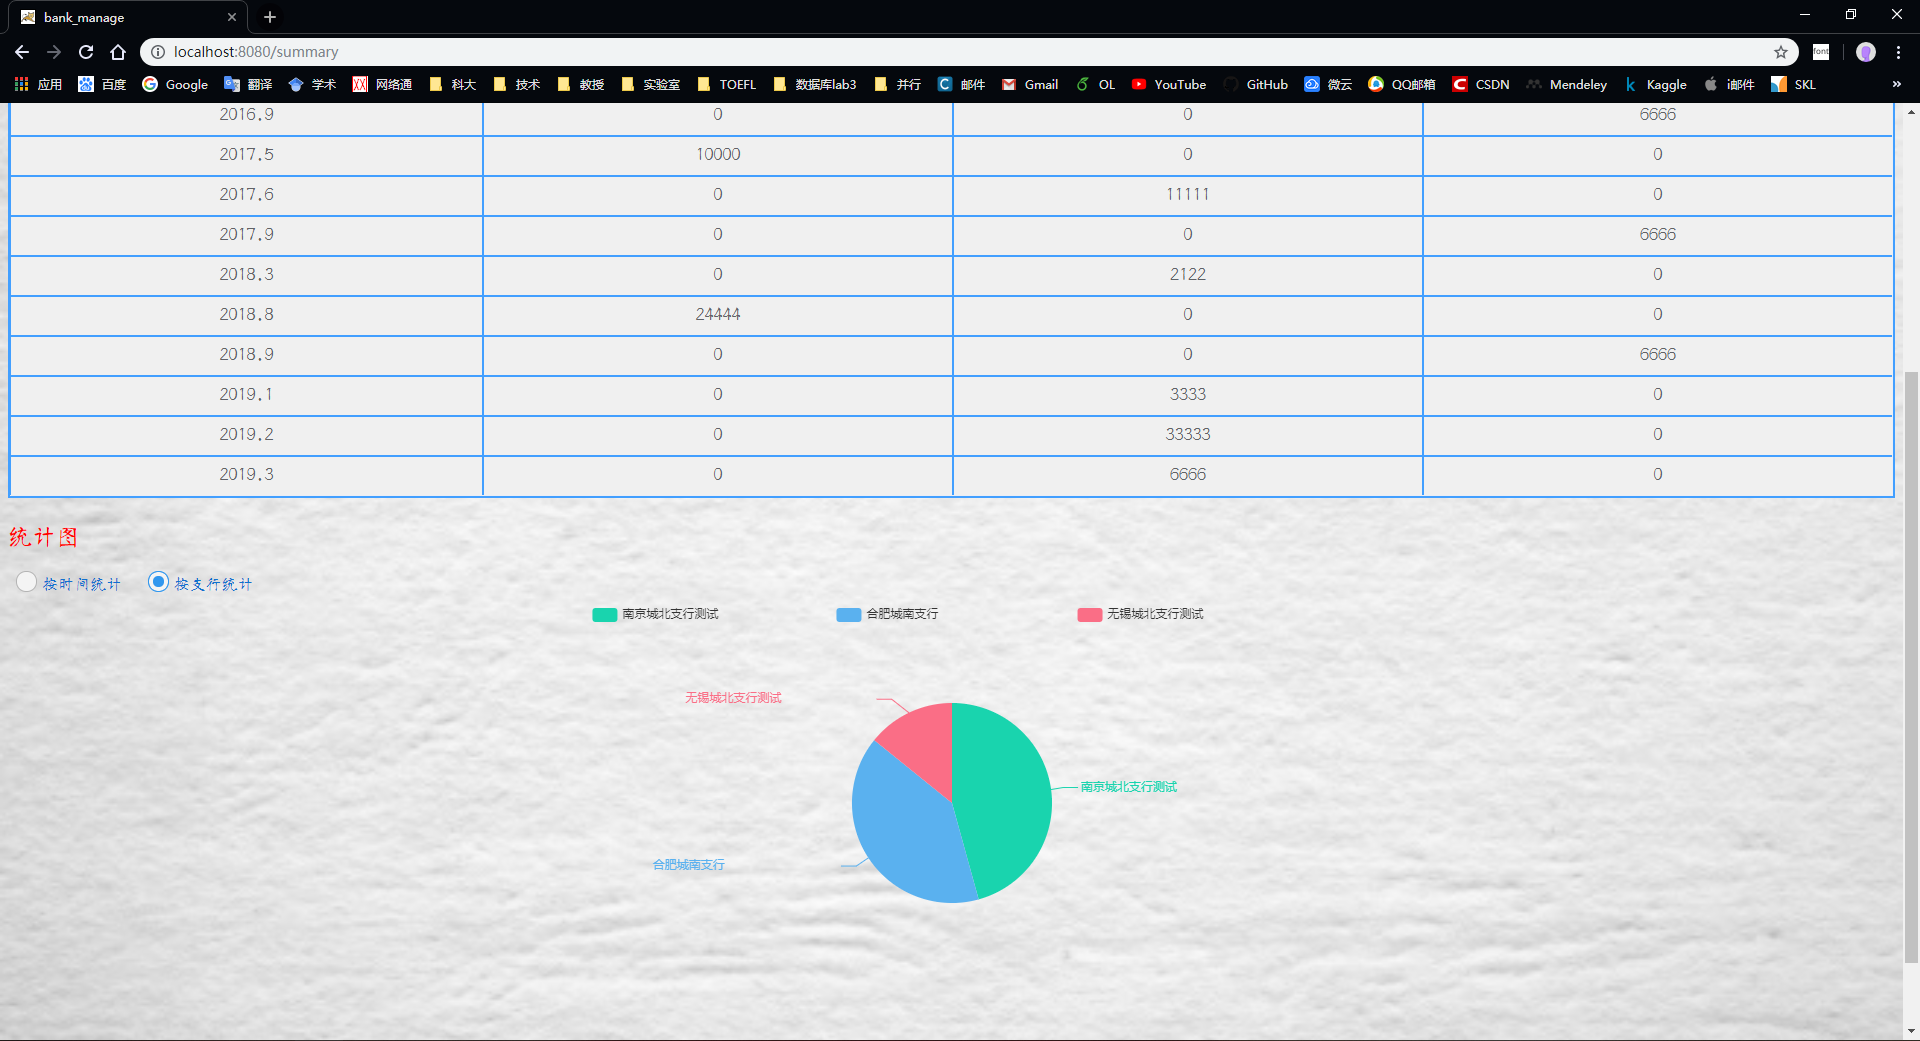 bank_manage
localhost:8080/summary
font
应用 百度 Google 翻译 学术 网络通 科大 技术 教授 实验室 TOEFL 数据库lab3 并行 邮件 Gmail OL YouTube GitHub 微云 QQ邮箱 CSDN Mendeley Kaggle i邮件 SKL »
2016.9 0 0 6666
2017.5 10000 0 0
2017.6 0 11111 0
2017.9 0 0 6666
2018.3 0 2122 0
2018.8 24444 0 0
2018.9 0 0 6666
2019.1 0 3333 0
2019.2 0 33333 0
2019.3 0 6666 0
统计图
按时间统计 按支行统计
南京城北支行测试 合肥城南支行 无锡城北支行测试
无锡城北支行测试
南京城北支行测试
合肥城南支行